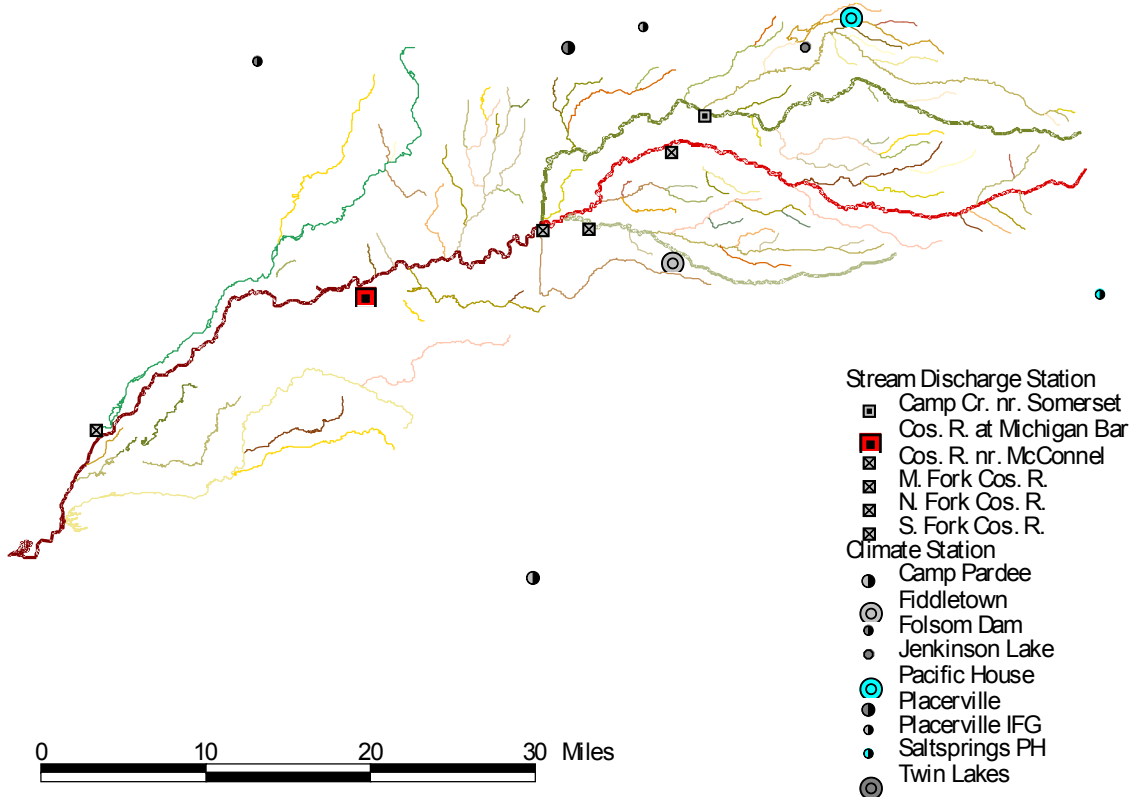 Stream Discharge Station
Camp Cr. nr. Somerset
Cos. R. at Michigan Bar
Cos. R. nr. McConnel
M. Fork Cos. R.
N. Fork Cos. R.
S. Fork Cos. R.
Climate Station
Camp Pardee
Fiddletown
Folsom Dam
Jenkinson Lake
Pacific House
Placerville
Placerville IFG
Saltsprings PH
Twin Lakes
0 10 20 30 Miles